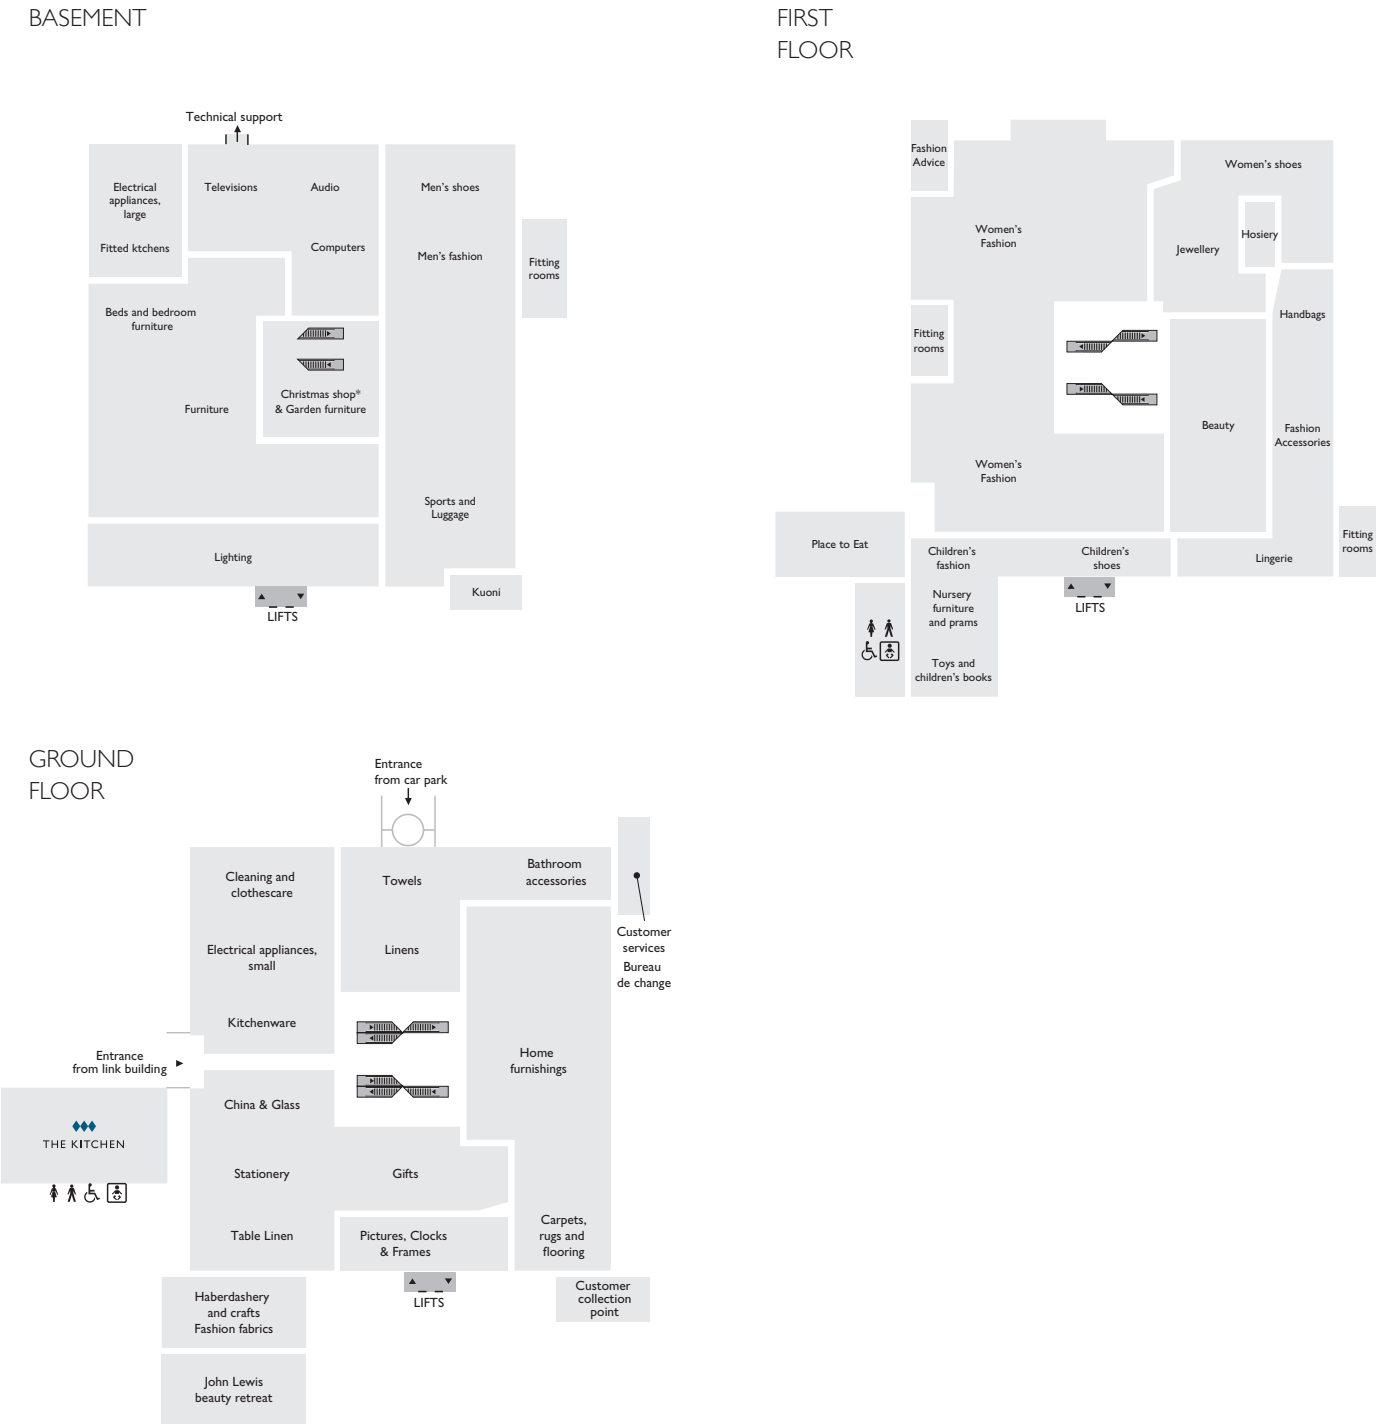 BASEMENT
Technical support
Electrical
appliances,
large
Televisions
Audio
Men's shoes
Fitted ktchens
Computers
Men's fashion
Fitting
rooms
Beds and bedroom
furniture
Christmas shop*
& Garden furniture
Furniture
Sports and
Luggage
Lighting
Kuoni
LIFTS
FIRST
FLOOR
Fashion
Advice
Women's shoes
Women's
Fashion
Hosiery
Jewellery
Handbags
Fitting
rooms
Beauty
Fashion
Accessories
Women's
Fashion
Place to Eat
Children's
fashion
Children's
shoes
Lingerie
Fitting
rooms
LIFTS
Nursery
furniture
and prams
Toys and
children's books
GROUND
FLOOR
Entrance
from car park
Cleaning and
clothescare
Towels
Bathroom
accessories
Customer
services
Bureau
de change
Electrical appliances,
small
Linens
Kitchenware
Entrance
from link building
Home
furnishings
China & Glass
THE KITCHEN
Stationery
Gifts
Table Linen
Pictures, Clocks
& Frames
Carpets,
rugs and
flooring
LIFTS
Customer
collection
point
Haberdashery
and crafts
Fashion fabrics
John Lewis
beauty retreat